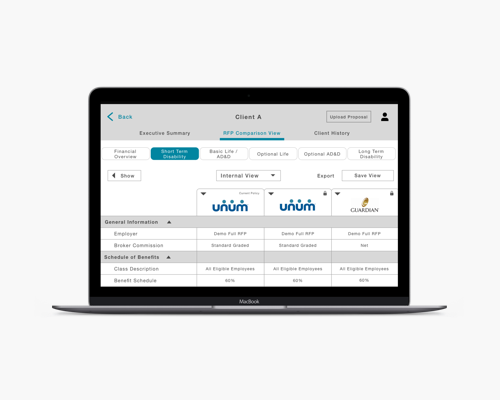 Back
Client A
Upload Proposal
Executive Summary
RFP Comparison View
Client History
Financial
Overview
Short Term
Disability
Basic Life /
AD&D
Optional Life
Optional AD&D
Long Term
Disability
Show
Internal View
Export
Save View
Current Policy
unum
unum
GUARDIAN
General Information
Employer
Demo Full RFP
Demo Full RFP
Demo Full RFP
Broker Commission
Standard Graded
Standard Graded
Net
Schedule of Benefits
Class Description
All Eligible Employees
All Eligible Employees
All Eligible Employees
Benefit Schedule
60%
60%
60%
MacBook